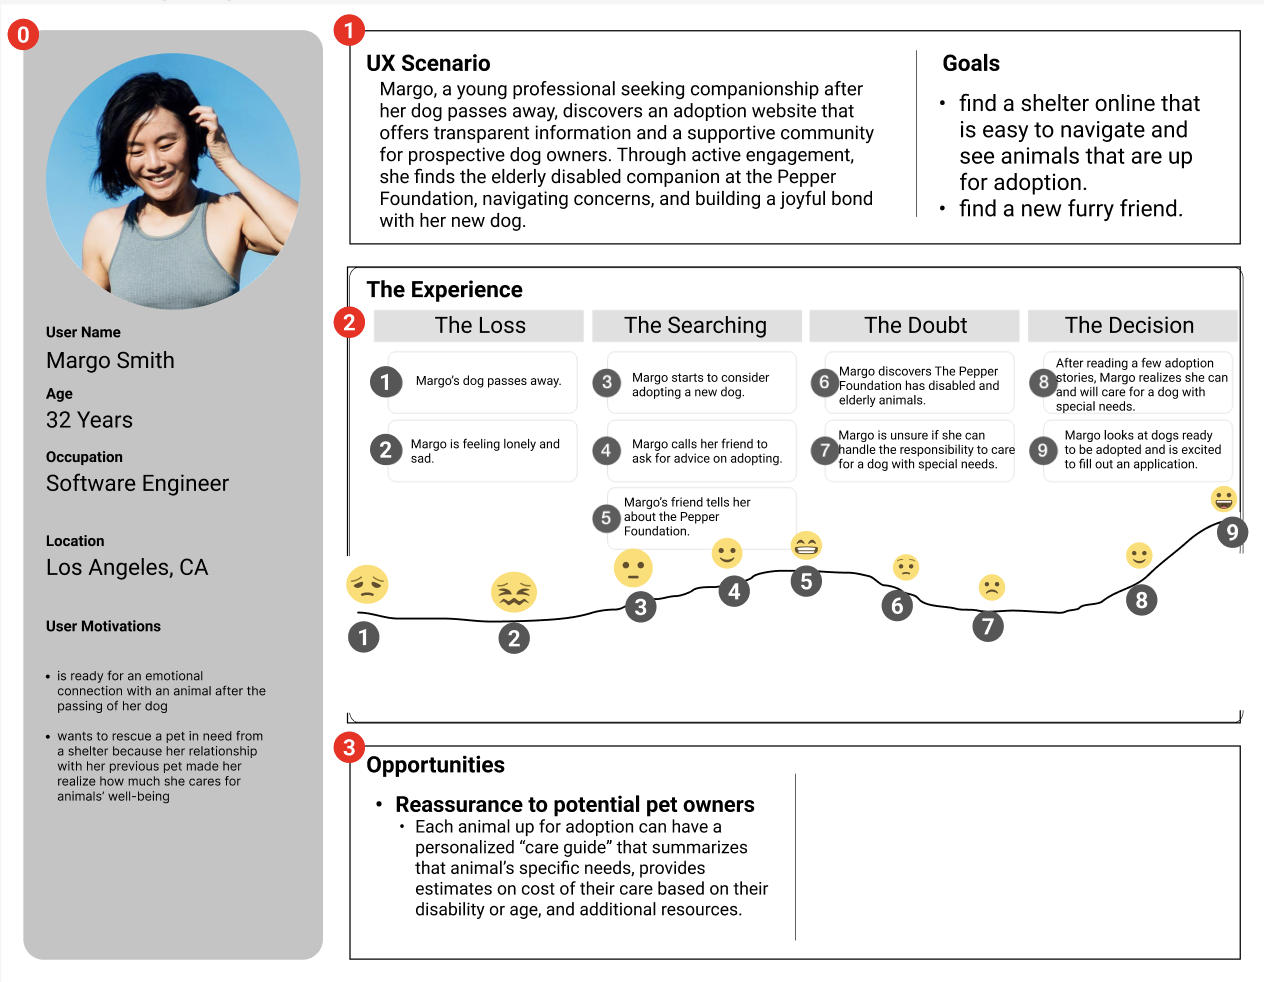 0
User Name
Margo Smith
Age
32 Years
Occupation
Software Engineer
Location
Los Angeles, CA
User Motivations
• is ready for an emotional
connection with an animal after the
passing of her dog
• wants to rescue a pet in need from
a shelter because her relationship
with her previous pet made her
realize how much she cares for
animals’ well-being
1
UX Scenario
Margo, a young professional seeking companionship after
her dog passes away, discovers an adoption website that
offers transparent information and a supportive community
for prospective dog owners. Through active engagement,
she finds the elderly disabled companion at the Pepper
Foundation, navigating concerns, and building a joyful bond
with her new dog.
Goals
• find a shelter online that
is easy to navigate and
see animals that are up
for adoption.
• find a new furry friend.
2
The Experience
The Loss
1
Margo’s dog passes away.
2
Margo is feeling lonely and
sad.
The Searching
3
Margo starts to consider
adopting a new dog.
4
Margo calls her friend to
ask for advice on adopting.
5
Margo’s friend tells her
about the Pepper
Foundation.
The Doubt
6
Margo discovers The Pepper
Foundation has disabled and
elderly animals.
7
Margo is unsure if she can
handle the responsibility to care
for a dog with special needs.
The Decision
8
After reading a few adoption
stories, Margo realizes she can
and will care for a dog with
special needs.
9
Margo looks at dogs ready
to be adopted and is excited
to fill out an application.
1
2
3
4
5
6
7
8
9
3
Opportunities
• Reassurance to potential pet owners
• Each animal up for adoption can have a
personalized “care guide” that summarizes
that animal’s specific needs, provides
estimates on cost of their care based on their
disability or age, and additional resources.